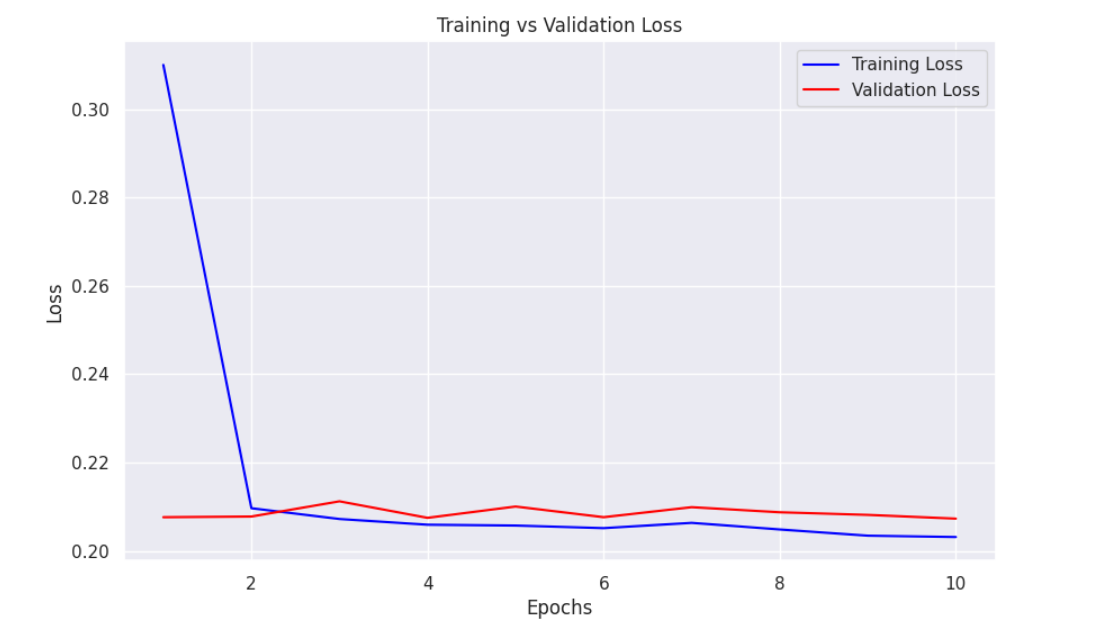 Training vs Validation Loss
Training Loss
Validation Loss
0.30
0.28
0.26
0.24
0.22
0.20
Loss
2 4 6 8 10
Epochs